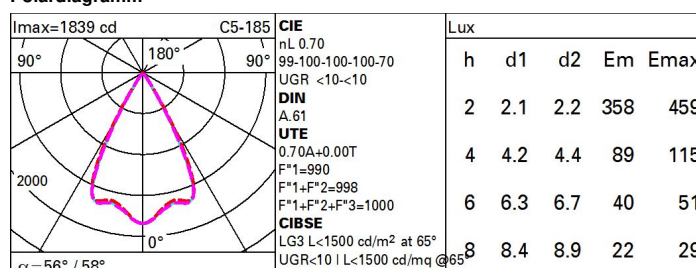 Imax=1839 cd C5-185
90° 180° 90°
2000
0°
α=56° / 58°
CIE
nL 0.70
99-100-100-100-70
UGR <10-<10
DIN
A.61
UTE
0.70A+0.00T
F"1=990
F"1+F"2=998
F"1+F"2+F"3=1000
CIBSE
LG3 L<1500 cd/m² at 65°
UGR<10 | L<1500 cd/mq @65°
Lux
h d1 d2 Em Emax
2 2.1 2.2 358 459
4 4.2 4.4 89 115
6 6.3 6.7 40 51
8 8.4 8.9 22 29